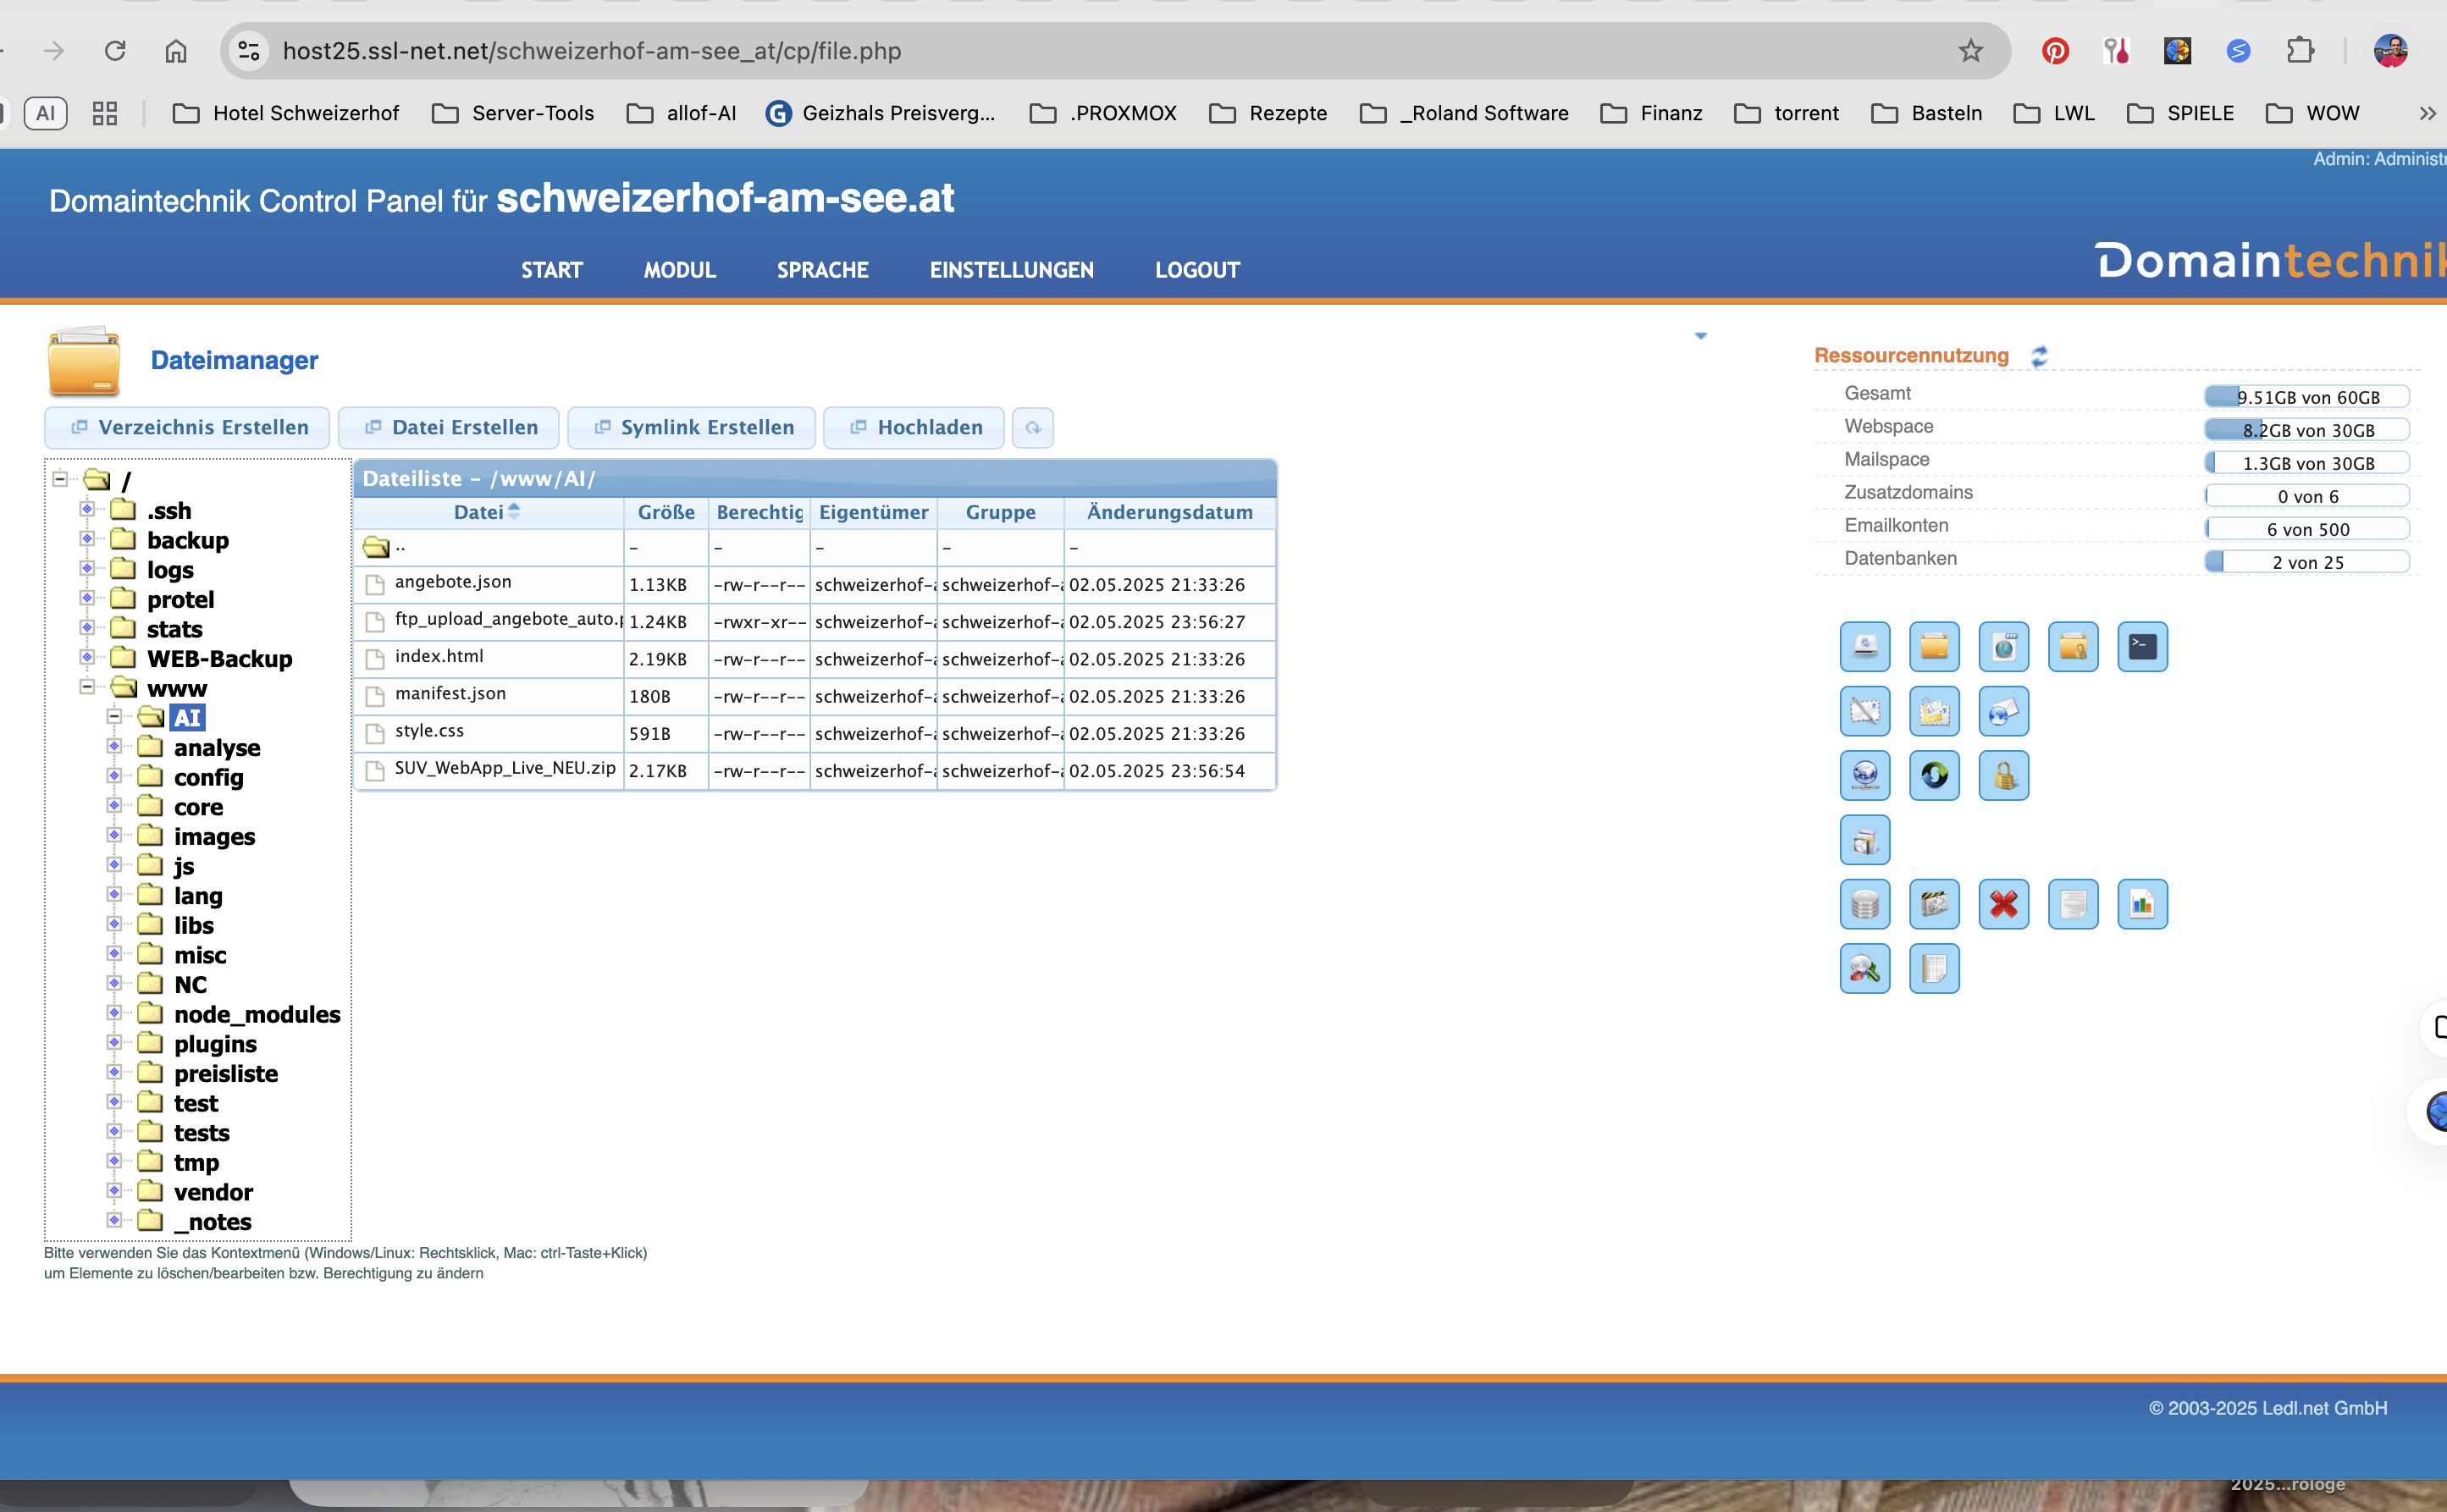 host25.ssl-net.net/schweizerhof-am-see_at/cp/file.php
AI Hotel Schweizerhof Server-Tools allof-AI Geizhals Preisverg... .PROXMOX Rezepte _Roland Software Finanz torrent Basteln LWL SPIELE WOW »
Admin: Administr
Domaintechnik Control Panel für schweizerhof-am-see.at
START MODUL SPRACHE EINSTELLUNGEN LOGOUT
Domaintechnik
Dateimanager
Verzeichnis Erstellen Datei Erstellen Symlink Erstellen Hochladen
/
.ssh
backup
logs
protel
stats
WEB-Backup
www
AI
analyse
config
core
images
js
lang
libs
misc
NC
node_modules
plugins
preisliste
test
tests
tmp
vendor
_notes
Dateiliste - /www/AI/
Datei Größe Berechtig Eigentümer Gruppe Änderungsdatum
.. - - - - -
angebote.json 1.13KB -rw-r--r-- schweizerhof-a schweizerhof-a 02.05.2025 21:33:26
ftp_upload_angebote_auto.p 1.24KB -rwxr-xr-- schweizerhof-a schweizerhof-a 02.05.2025 23:56:27
index.html 2.19KB -rw-r--r-- schweizerhof-a schweizerhof-a 02.05.2025 21:33:26
manifest.json 180B -rw-r--r-- schweizerhof-a schweizerhof-a 02.05.2025 21:33:26
style.css 591B -rw-r--r-- schweizerhof-a schweizerhof-a 02.05.2025 21:33:26
SUV_WebApp_Live_NEU.zip 2.17KB -rw-r--r-- schweizerhof-a schweizerhof-a 02.05.2025 23:56:54
Bitte verwenden Sie das Kontextmenü (Windows/Linux: Rechtsklick, Mac: ctrl-Taste+Klick)
um Elemente zu löschen/bearbeiten bzw. Berechtigung zu ändern
Ressourcennutzung
Gesamt 9.51GB von 60GB
Webspace 8.2GB von 30GB
Mailspace 1.3GB von 30GB
Zusatzdomains 0 von 6
Emailkonten 6 von 500
Datenbanken 2 von 25
FTP
© 2003-2025 Ledl.net GmbH
2025...rologe